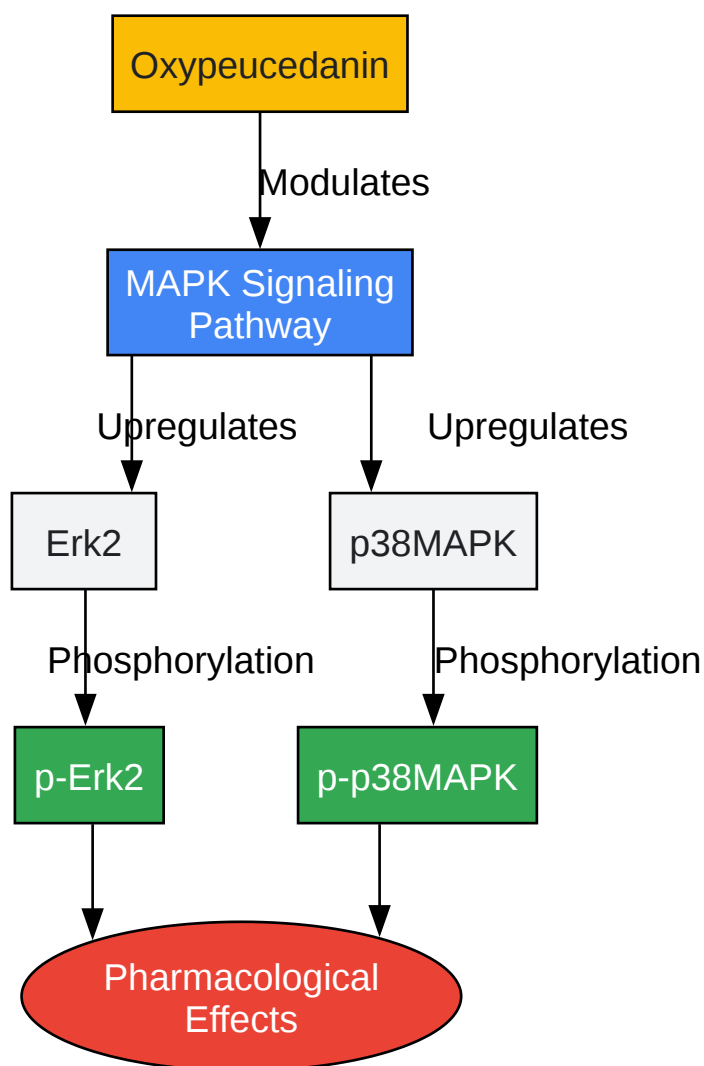 Oxypeucedanin
Modulates
MAPK Signaling
Pathway
Upregulates
Upregulates
Erk2
p38MAPK
Phosphorylation
Phosphorylation
p-Erk2
p-p38MAPK
Pharmacological
Effects